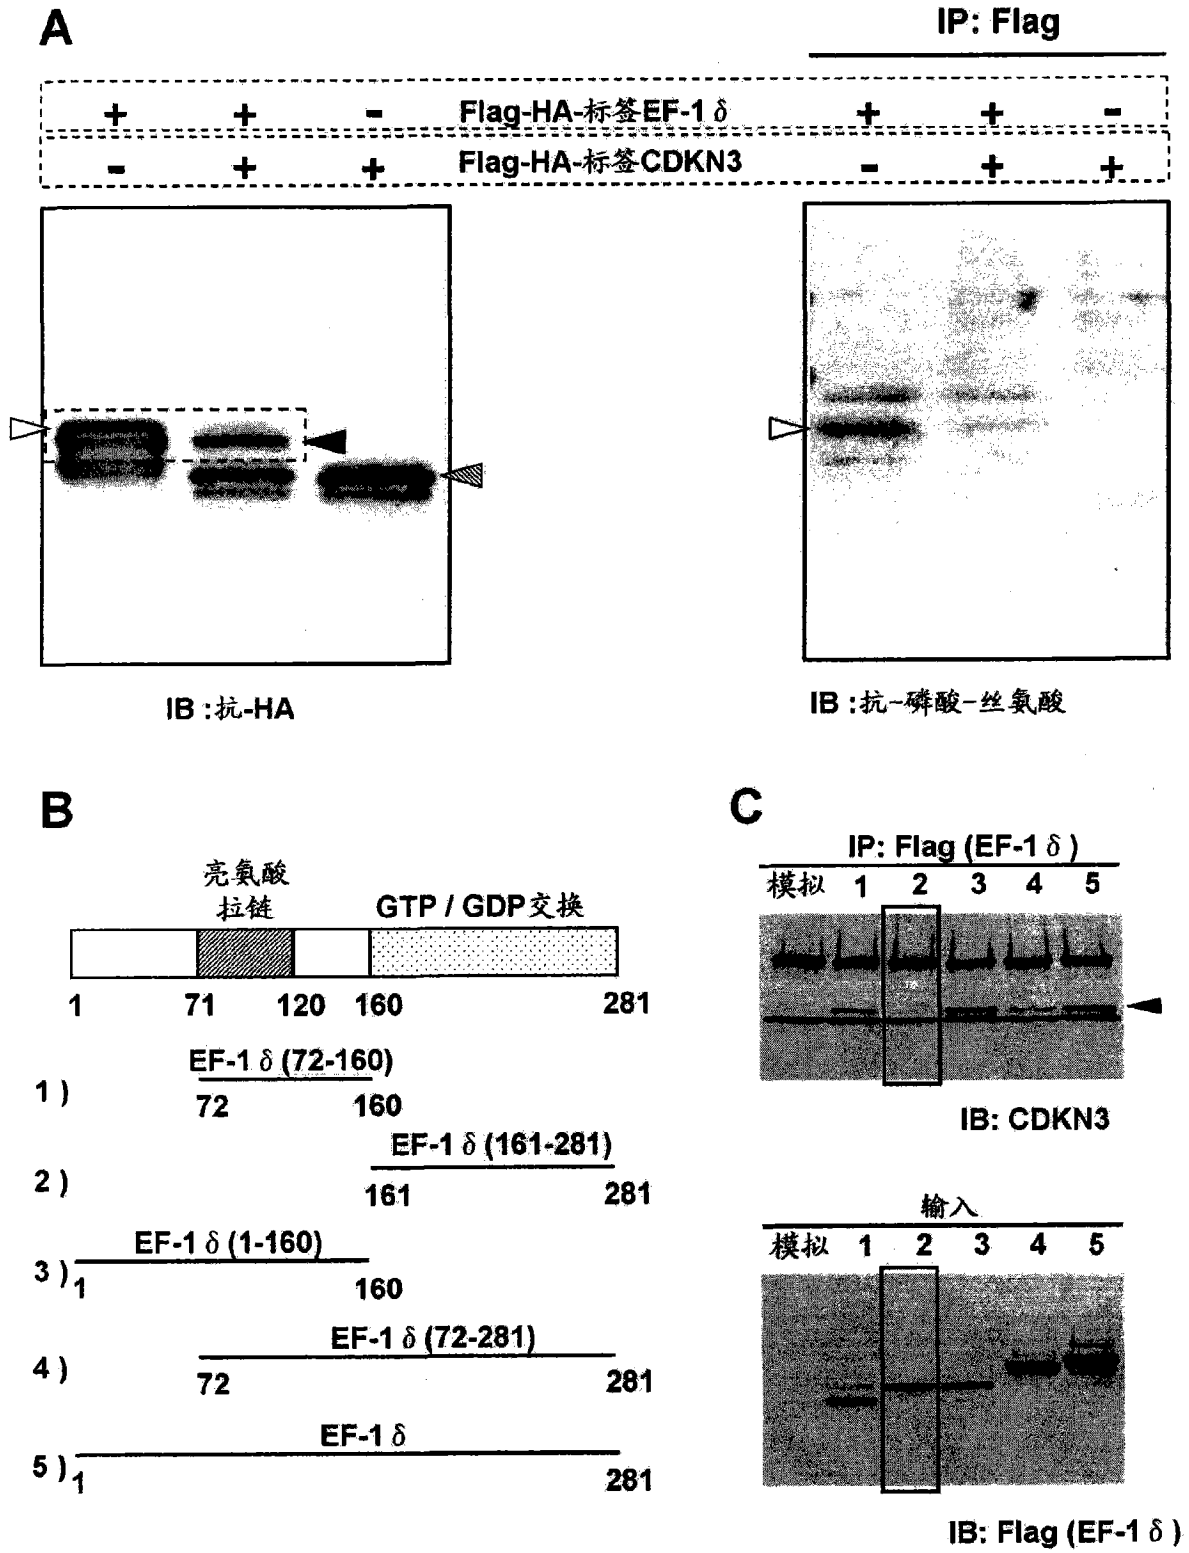 A
IP: Flag
+ + - Flag-HA-标签EF-1 δ + + -
- + + Flag-HA-标签CDKN3 - + +
IB :抗-HA
IB :抗-磷酸-丝氨酸
B
亮氨酸
拉链
GTP / GDP交换
1 71 120 160 281
EF-1 δ (72-160)
1 )
72 160
EF-1 δ (161-281)
2 )
161 281
EF-1 δ (1-160)
3 )
1 160
EF-1 δ (72-281)
4 )
72 281
EF-1 δ
5 )
1 281
C
IP: Flag (EF-1 δ )
模拟 1 2 3 4 5
IB: CDKN3
输入
模拟 1 2 3 4 5
IB: Flag (EF-1 δ )